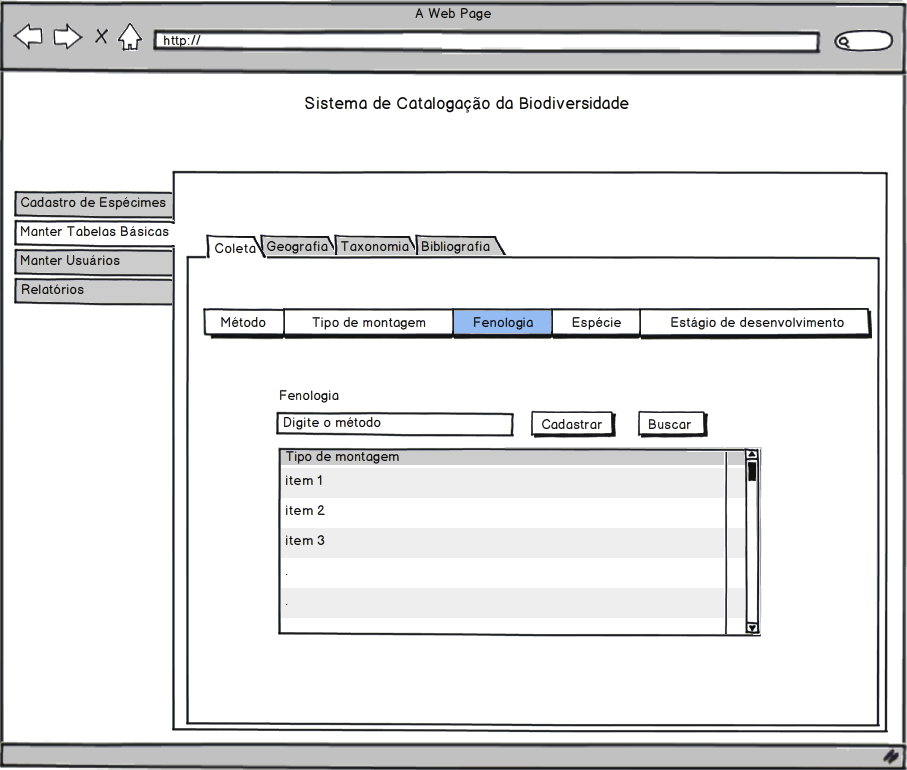 A Web Page
http://
Sistema de Catalogação da Biodiversidade
Cadastro de Espécimes
Manter Tabelas Básicas
Manter Usuários
Relatórios
Coleta Geografia Taxonomia Bibliografia
Método Tipo de montagem Fenologia Espécie Estágio de desenvolvimento
Fenologia
Digite o método Cadastrar Buscar
Tipo de montagem
item 1
item 2
item 3
.
.